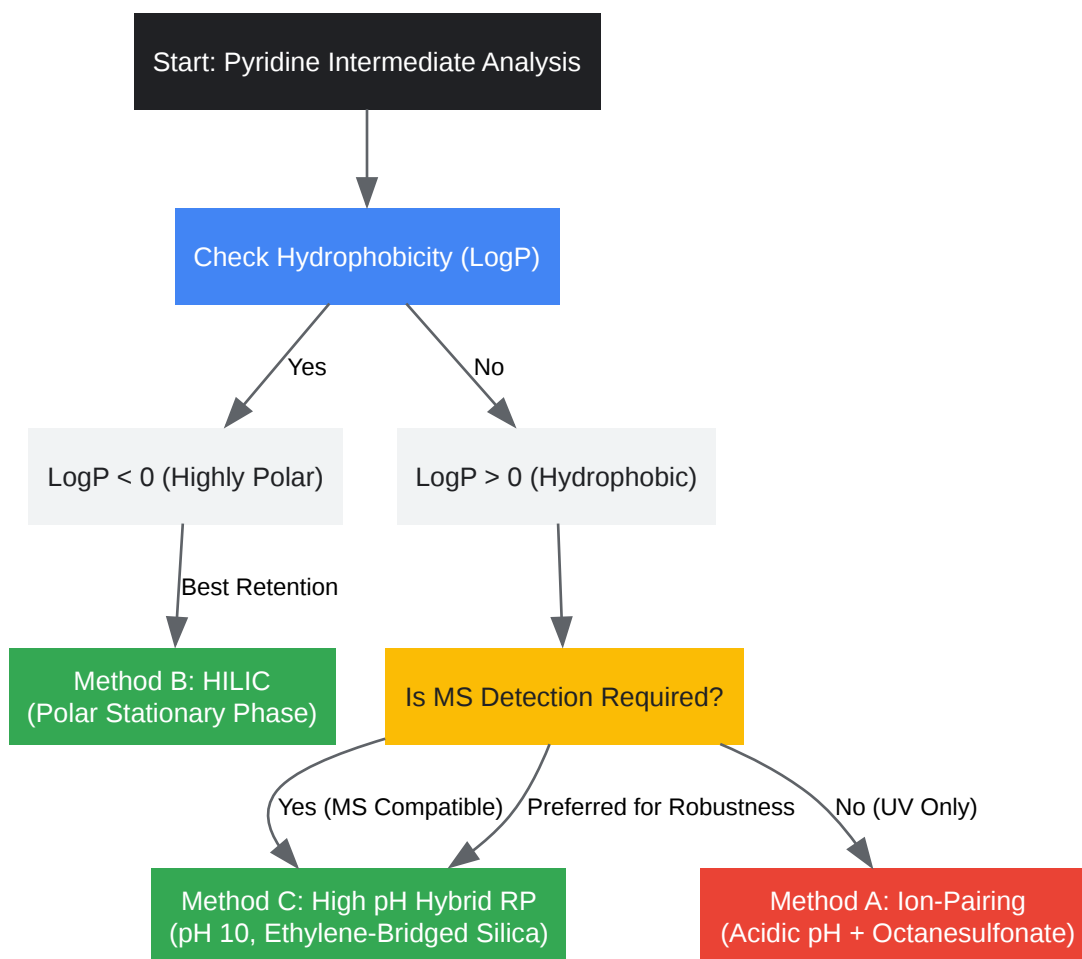 Start: Pyridine Intermediate Analysis
Check Hydrophobicity (LogP)
Yes
No
LogP < 0 (Highly Polar)
LogP > 0 (Hydrophobic)
Best Retention
Method B: HILIC
(Polar Stationary Phase)
Is MS Detection Required?
Yes (MS Compatible)
Preferred for Robustness
No (UV Only)
Method C: High pH Hybrid RP
(pH 10, Ethylene-Bridged Silica)
Method A: Ion-Pairing
(Acidic pH + Octanesulfonate)